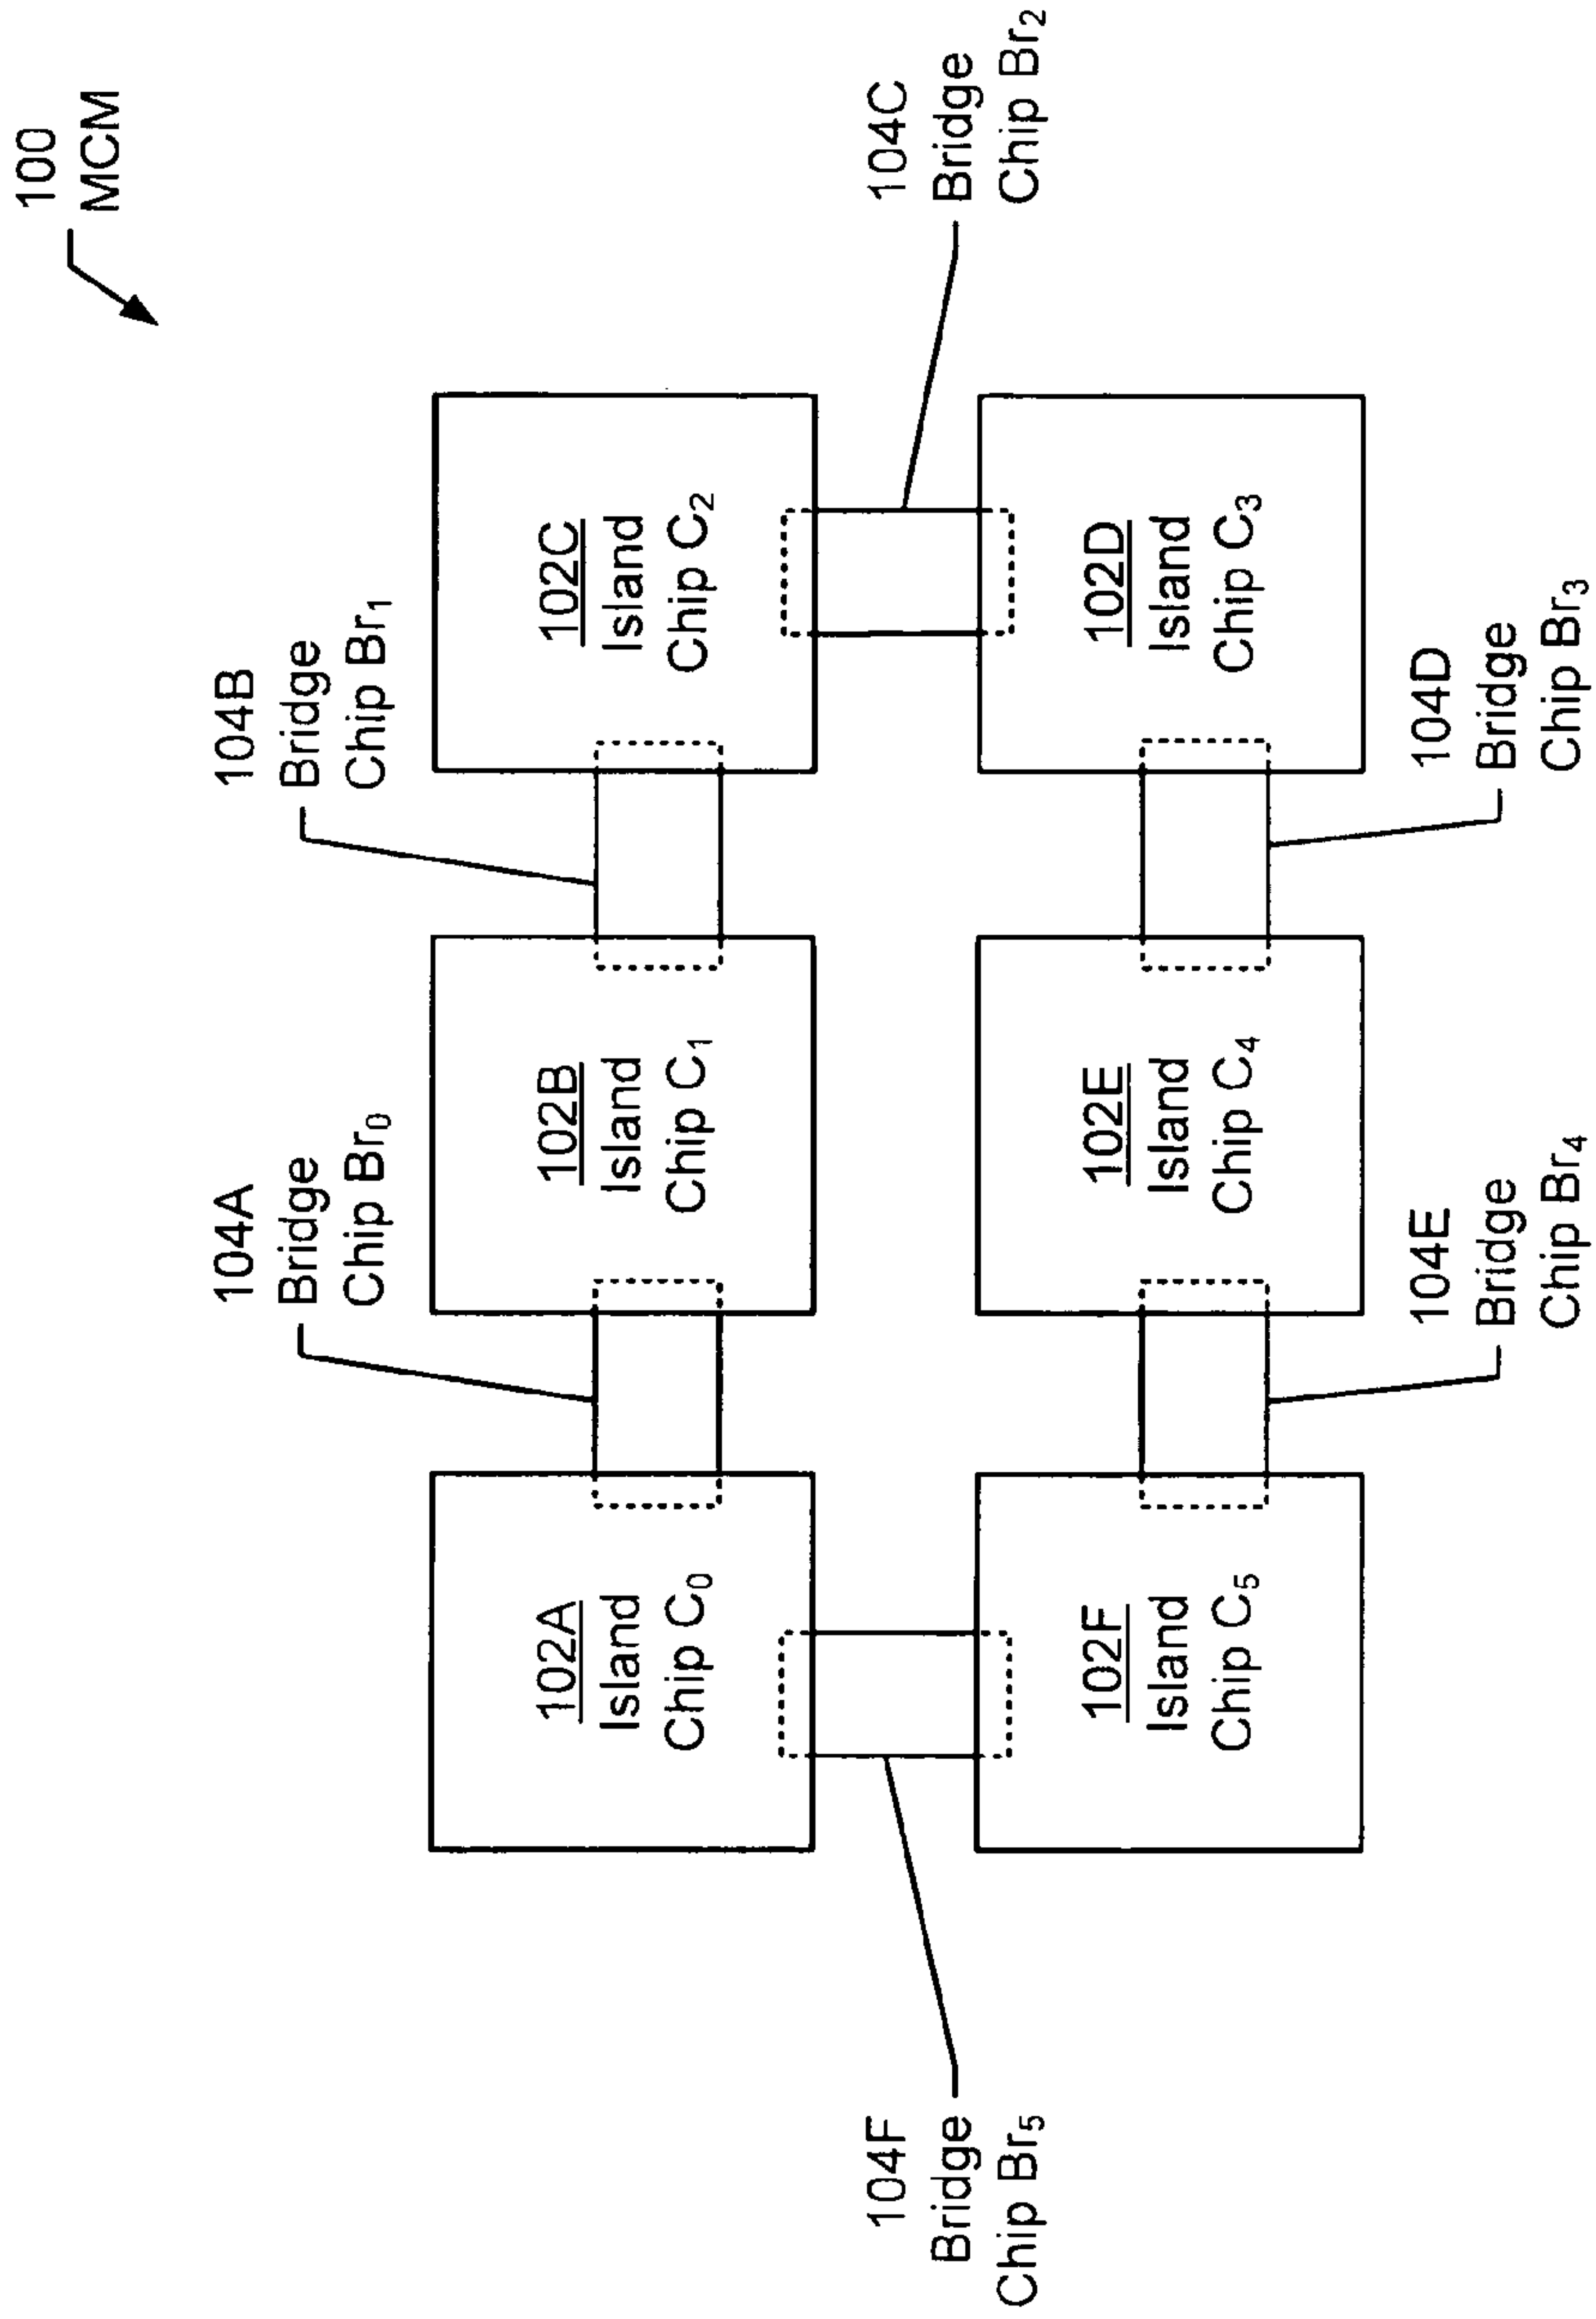 100
MCM
104A
Bridge
Chip Br₀
104B
Bridge
Chip Br₁
102A
Island
Chip C₀
102B
Island
Chip C₁
102C
Island
Chip C₂
104F
Bridge
Chip Br₅
104C
Bridge
Chip Br₂
102F
Island
Chip C₅
102E
Island
Chip C₄
102D
Island
Chip C₃
104E
Bridge
Chip Br₄
104D
Bridge
Chip Br₃